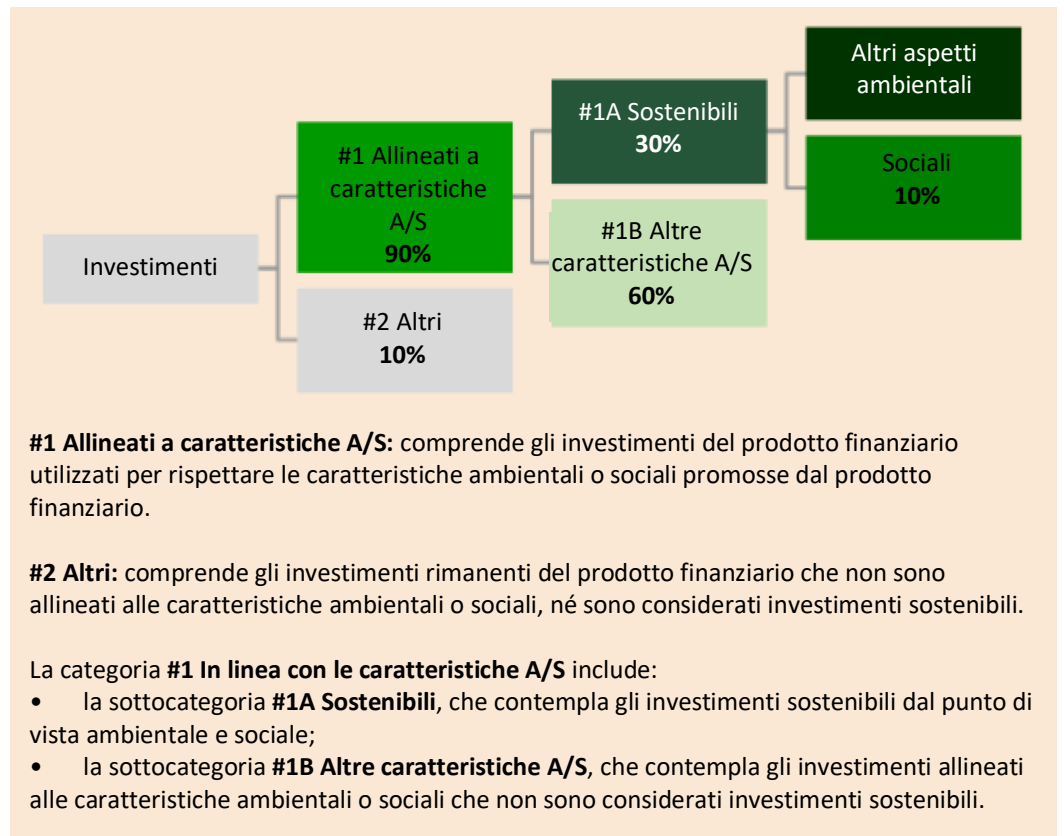 Altri aspetti
ambientali
#1A Sostenibili
30%
#1 Allineati a
caratteristiche
A/S
90%
Sociali
10%
#1B Altre
caratteristiche A/S
60%
Investimenti
#2 Altri
10%
#1 Allineati a caratteristiche A/S: comprende gli investimenti del prodotto finanziario
utilizzati per rispettare le caratteristiche ambientali o sociali promosse dal prodotto
finanziario.
#2 Altri: comprende gli investimenti rimanenti del prodotto finanziario che non sono
allineati alle caratteristiche ambientali o sociali, né sono considerati investimenti sostenibili.
La categoria #1 In linea con le caratteristiche A/S include:
• la sottocategoria #1A Sostenibili, che contempla gli investimenti sostenibili dal punto di
vista ambientale e sociale;
• la sottocategoria #1B Altre caratteristiche A/S, che contempla gli investimenti allineati
alle caratteristiche ambientali o sociali che non sono considerati investimenti sostenibili.